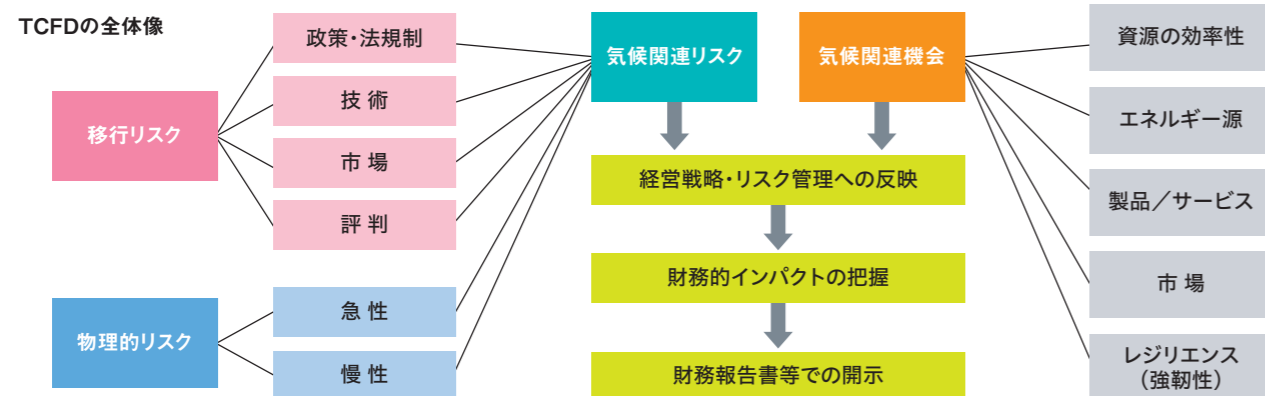 TCFDの全体像
移行リスク
政策・法規制
技 術
市 場
評 判
物理的リスク
急 性
慢 性
気候関連リスク
気候関連機会
経営戦略・リスク管理への反映
財務的インパクトの把握
財務報告書等での開示
資源の効率性
エネルギー源
製品／サービス
市 場
レジリエンス
（強靭性）